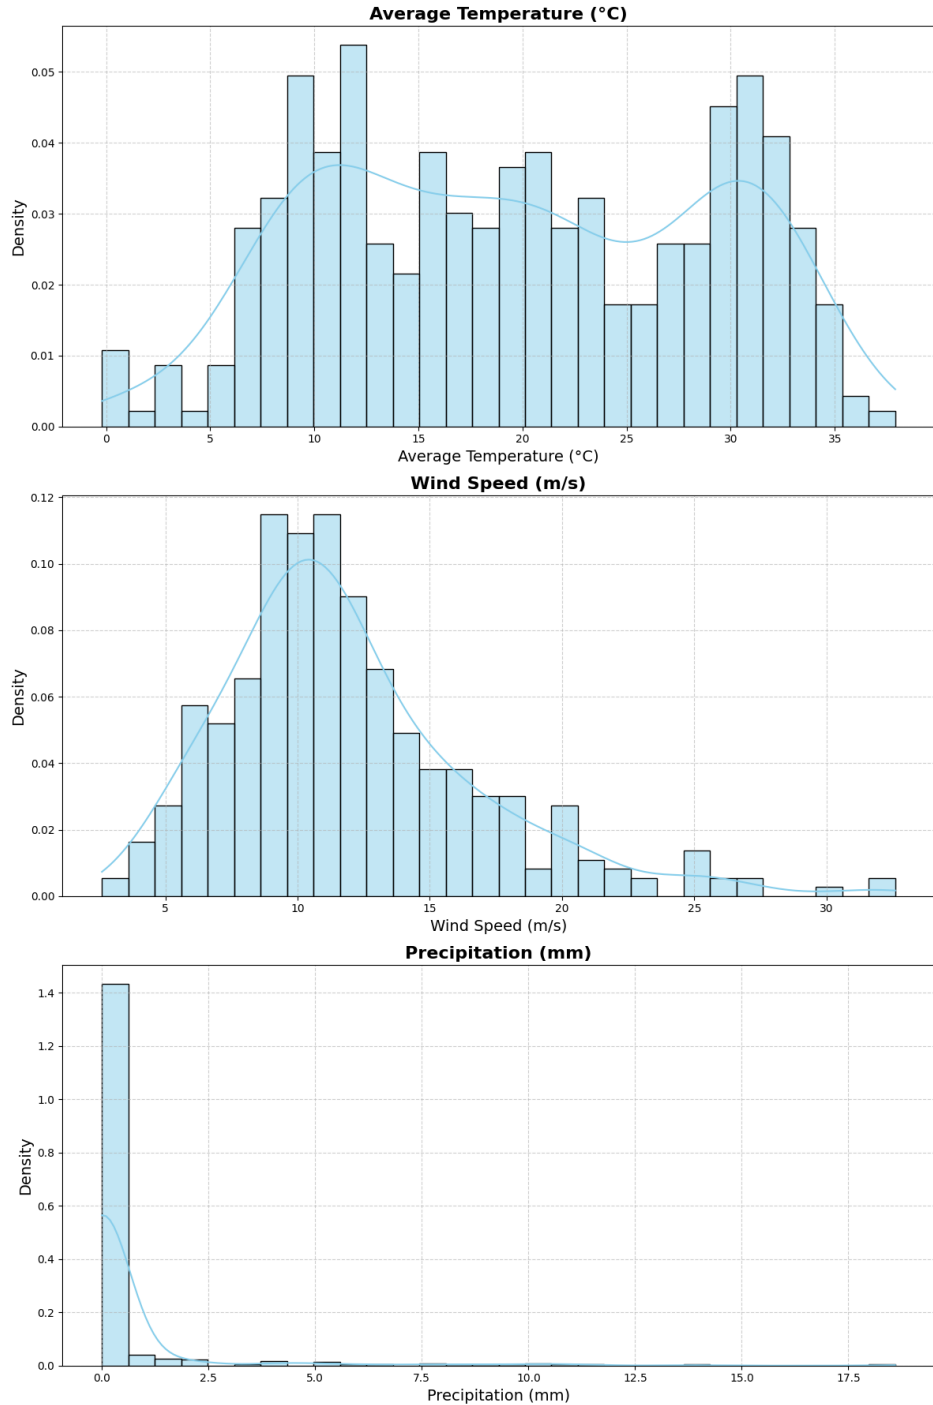 Average Temperature (°C)
0.05
0.04
0.03
0.02
0.01
0.00
Density
0 5 10 15 20 25 30 35
Average Temperature (°C)
Wind Speed (m/s)
0.12
0.10
0.08
0.06
0.04
0.02
0.00
Density
5 10 15 20 25 30
Wind Speed (m/s)
Precipitation (mm)
1.4
1.2
1.0
0.8
0.6
0.4
0.2
0.0
Density
0.0 2.5 5.0 7.5 10.0 12.5 15.0 17.5
Precipitation (mm)